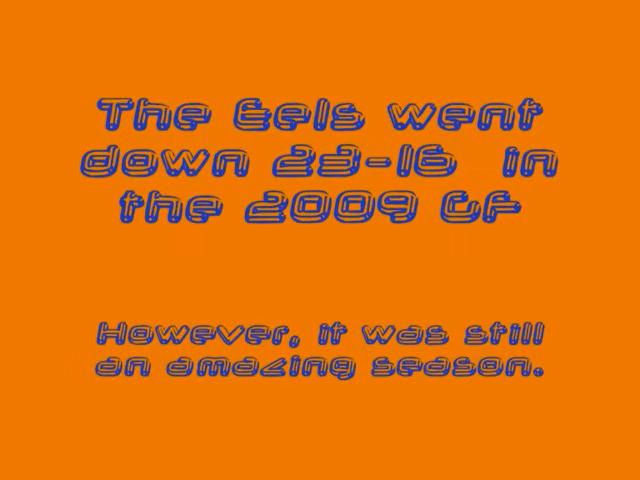 The Eels went
down 23-16 in
the 2009 GF
However, it was still
an amazing season.